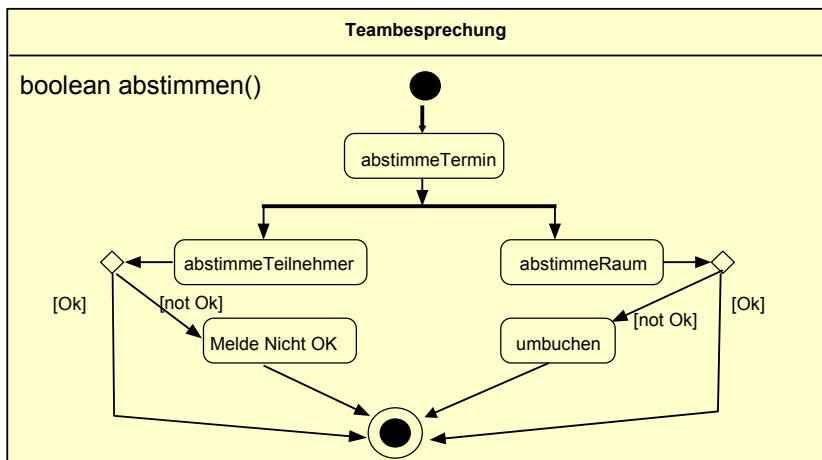 Teambesprechung
boolean abstimmen()
abstimmeTermin
abstimmeTeilnehmer
abstimmeRaum
[Ok]
[not Ok]
[not Ok]
[Ok]
Melde Nicht OK
umbuchen